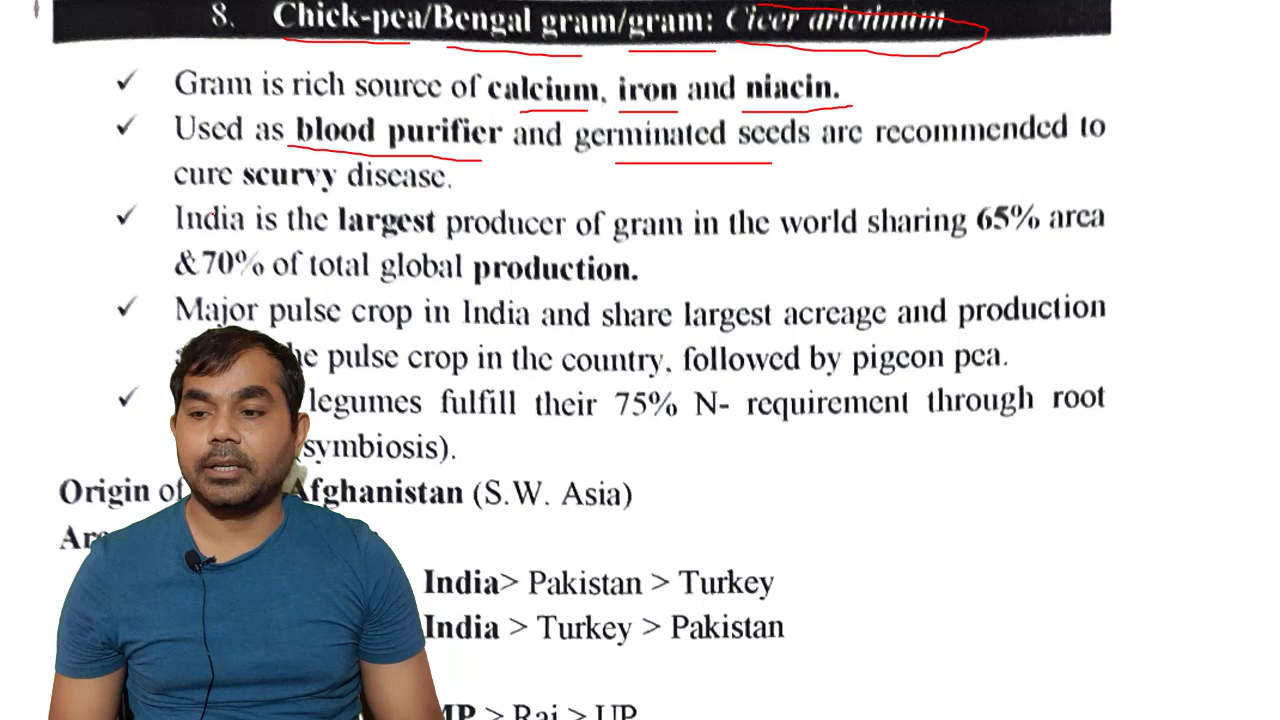 8. Chick-pea/Bengal gram/gram: Cicer arietinum
✓ Gram is rich source of calcium, iron and niacin.
✓ Used as blood purifier and germinated seeds are recommended to
cure scurvy disease.
✓ India is the largest producer of gram in the world sharing 65% area
&70% of total global production.
✓ Major pulse crop in India and share largest acreage and production
pulse crop in the country, followed by pigeon pea.
✓ legumes fulfill their 75% N- requirement through root
(symbiosis).
Origin of Afghanistan (S.W. Asia)
India> Pakistan > Turkey
India > Turkey > Pakistan
MP > Raj > UP